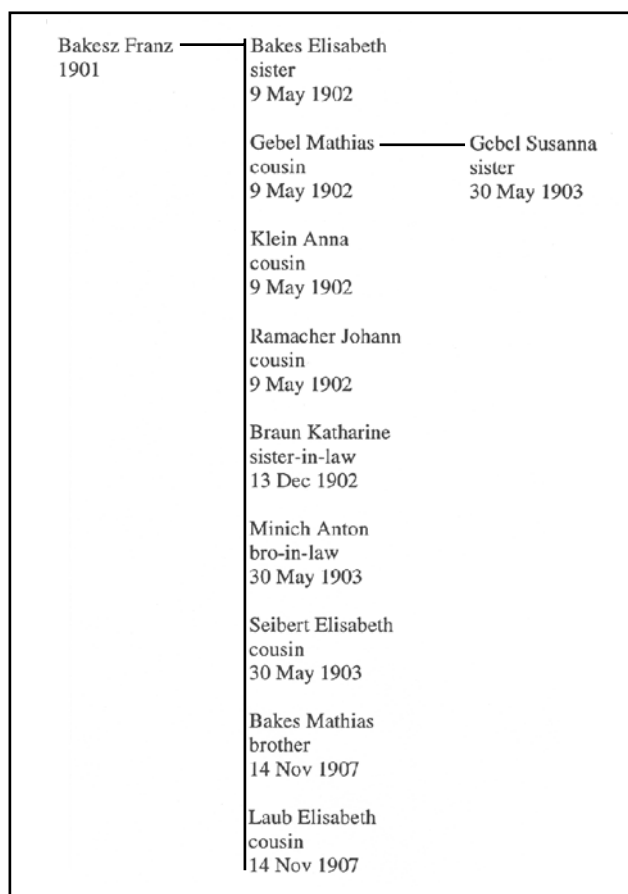 Bakesz Franz
1901
Bakes Elisabeth
sister
9 May 1902
Gebel Mathias
cousin
9 May 1902
Gebel Susanna
sister
30 May 1903
Klein Anna
cousin
9 May 1902
Ramacher Johann
cousin
9 May 1902
Braun Katharine
sister-in-law
13 Dec 1902
Minich Anton
bro-in-law
30 May 1903
Seibert Elisabeth
cousin
30 May 1903
Bakes Mathias
brother
14 Nov 1907
Laub Elisabeth
cousin
14 Nov 1907